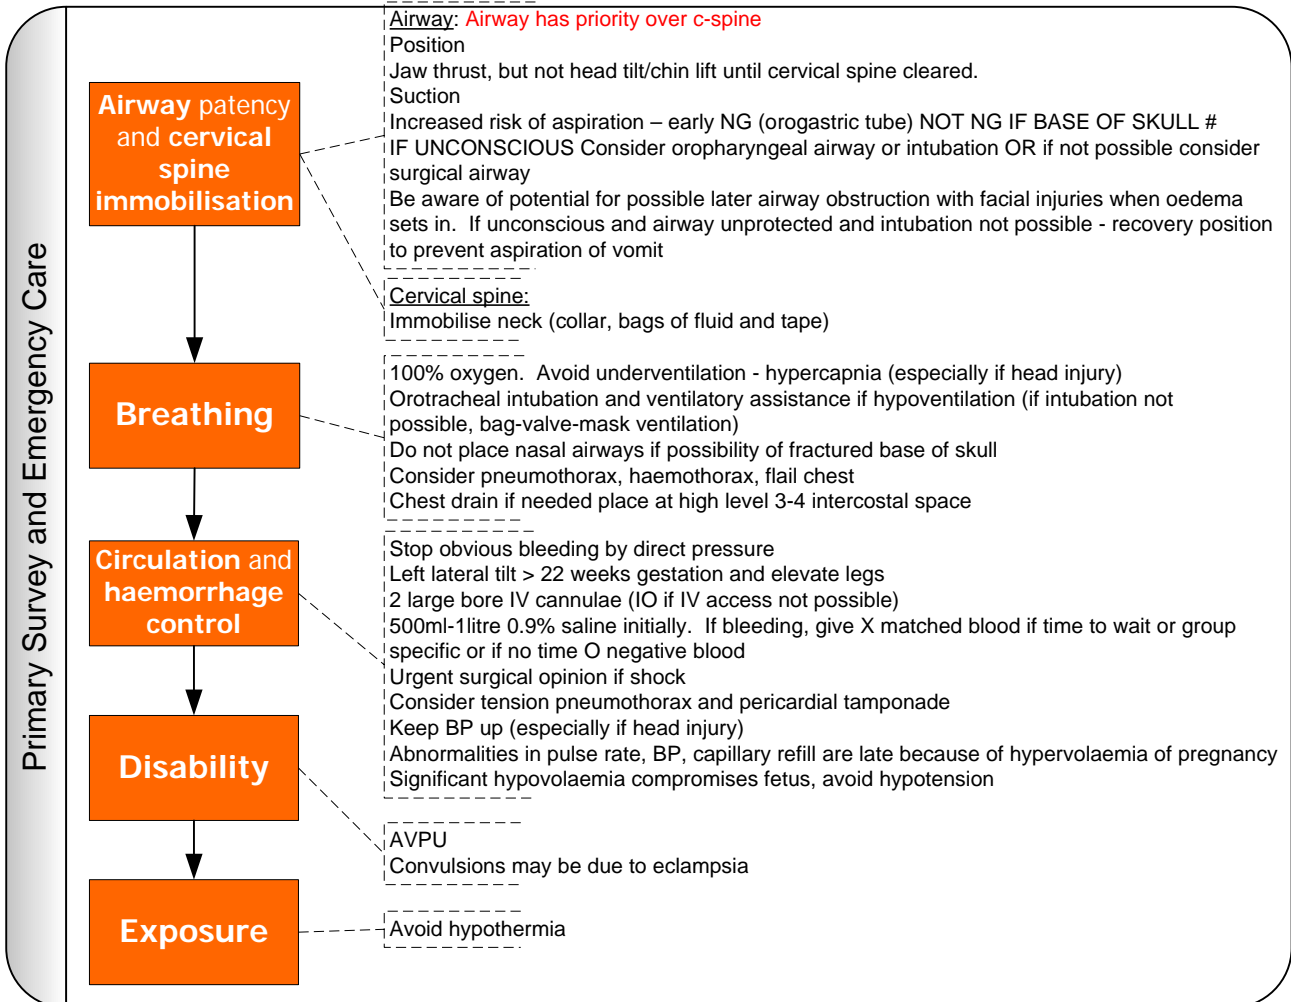 Primary Survey and Emergency Care
Airway patency
and cervical
spine
immobilisation
Airway: Airway has priority over c-spine
Position
Jaw thrust, but not head tilt/chin lift until cervical spine cleared.
Suction
Increased risk of aspiration – early NG (orogastric tube) NOT NG IF BASE OF SKULL #
IF UNCONSCIOUS Consider oropharyngeal airway or intubation OR if not possible consider
surgical airway
Be aware of potential for possible later airway obstruction with facial injuries when oedema
sets in.  If unconscious and airway unprotected and intubation not possible - recovery position
to prevent aspiration of vomit
Cervical spine:
Immobilise neck (collar, bags of fluid and tape)
Breathing
100% oxygen.  Avoid underventilation - hypercapnia (especially if head injury)
Orotracheal intubation and ventilatory assistance if hypoventilation (if intubation not
possible, bag-valve-mask ventilation)
Do not place nasal airways if possibility of fractured base of skull
Consider pneumothorax, haemothorax, flail chest
Chest drain if needed place at high level 3-4 intercostal space
Circulation and
haemorrhage
control
Stop obvious bleeding by direct pressure
Left lateral tilt > 22 weeks gestation and elevate legs
2 large bore IV cannulae (IO if IV access not possible)
500ml-1litre 0.9% saline initially.  If bleeding, give X matched blood if time to wait or group
specific or if no time O negative blood
Urgent surgical opinion if shock
Consider tension pneumothorax and pericardial tamponade
Keep BP up (especially if head injury)
Abnormalities in pulse rate, BP, capillary refill are late because of hypervolaemia of pregnancy
Significant hypovolaemia compromises fetus, avoid hypotension
Disability
AVPU
Convulsions may be due to eclampsia
Exposure
Avoid hypothermia